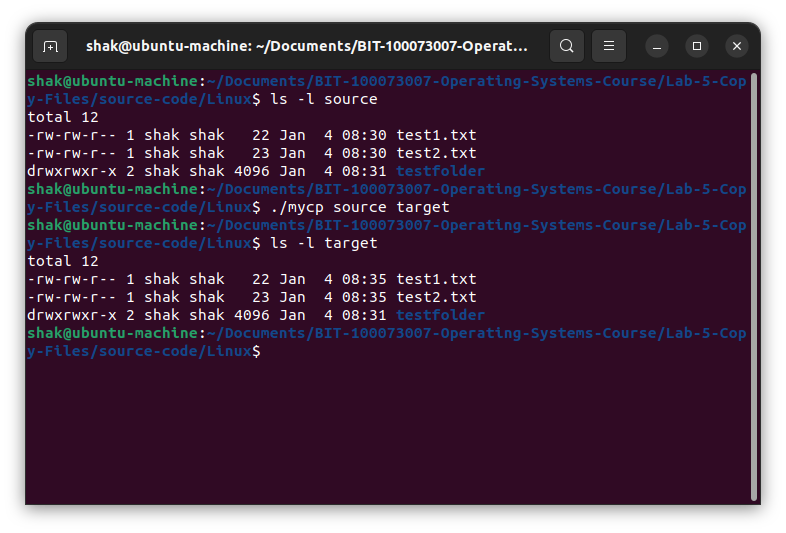 shak@ubuntu-machine: ~/Documents/BIT-100073007-Operat...
shak@ubuntu-machine:~/Documents/BIT-100073007-Operating-Systems-Course/Lab-5-Cop
y-Files/source-code/Linux$ ls -l source
total 12
-rw-rw-r-- 1 shak shak   22 Jan  4 08:30 test1.txt
-rw-rw-r-- 1 shak shak   23 Jan  4 08:30 test2.txt
drwxrwxr-x 2 shak shak 4096 Jan  4 08:31 testfolder
shak@ubuntu-machine:~/Documents/BIT-100073007-Operating-Systems-Course/Lab-5-Cop
y-Files/source-code/Linux$ ./mycp source target
shak@ubuntu-machine:~/Documents/BIT-100073007-Operating-Systems-Course/Lab-5-Cop
y-Files/source-code/Linux$ ls -l target
total 12
-rw-rw-r-- 1 shak shak   22 Jan  4 08:35 test1.txt
-rw-rw-r-- 1 shak shak   23 Jan  4 08:35 test2.txt
drwxrwxr-x 2 shak shak 4096 Jan  4 08:31 testfolder
shak@ubuntu-machine:~/Documents/BIT-100073007-Operating-Systems-Course/Lab-5-Cop
y-Files/source-code/Linux$